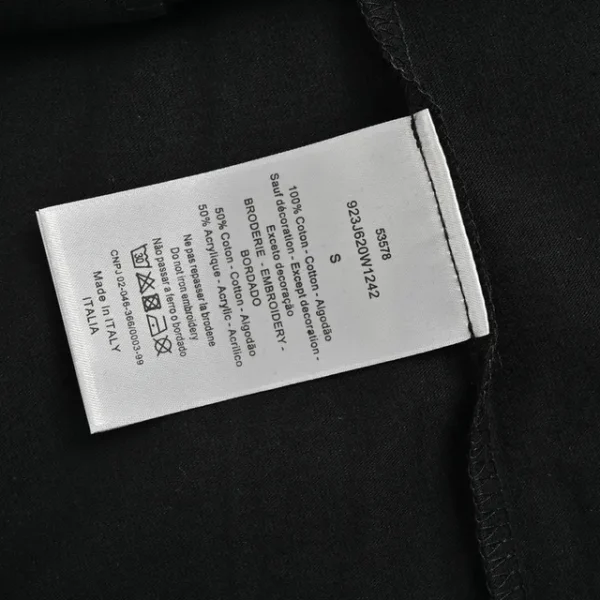 53578
923J620W1242
S
100% Coton - Cotton - Algodão
Sauf décoration - Except decoration -
Exceto decoração
BRODERIE - EMBROIDERY -
BORDADO
50% Coton - Cotton - Algodão
50% Acrylique - Acrylic - Acrílico
Ne pas repasser la broderie
Do not iron embroidery
Não passar a ferro o bordado
30
CNPJ 02-046-366/0003-99
Made in ITALY
ITALIA